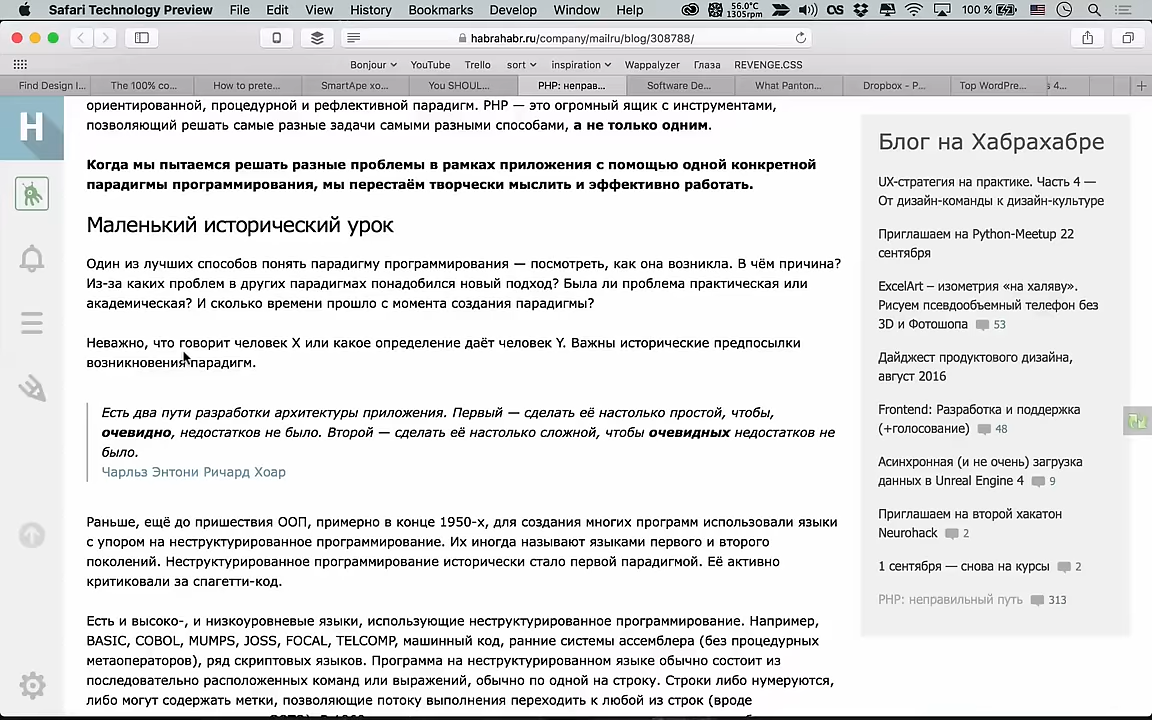 Safari Technology Preview File Edit View History Bookmarks Develop Window Help 56.0°C 1305rpm 100 %
habrahabr.ru/company/mailru/blog/308788/
Bonjour YouTube Trello sort inspiration Wappalyzer Глаза REVENGE.CSS
Find Design I... The 100% co... How to prete... SmartApe хо... You SHOUL... PHP: неправ... Software De... What Panton... Dropbox - P... Top WordPre... s 4...
ориентированной, процедурной и рефлективной парадигм. PHP — это огромный ящик с инструментами,
позволяющий решать самые разные задачи самыми разными способами, а не только одним.
Когда мы пытаемся решать разные проблемы в рамках приложения с помощью одной конкретной
парадигмы программирования, мы перестаём творчески мыслить и эффективно работать.
Маленький исторический урок
Один из лучших способов понять парадигму программирования — посмотреть, как она возникла. В чём причина?
Из-за каких проблем в других парадигмах понадобился новый подход? Была ли проблема практическая или
академическая? И сколько времени прошло с момента создания парадигмы?
Неважно, что говорит человек X или какое определение даёт человек Y. Важны исторические предпосылки
возникновения парадигм.
Есть два пути разработки архитектуры приложения. Первый — сделать её настолько простой, чтобы,
очевидно, недостатков не было. Второй — сделать её настолько сложной, чтобы очевидных недостатков не
было.
Чарльз Энтони Ричард Хоар
Раньше, ещё до пришествия ООП, примерно в конце 1950-х, для создания многих программ использовали языки
с упором на неструктурированное программирование. Их иногда называют языками первого и второго
поколений. Неструктурированное программирование исторически стало первой парадигмой. Её активно
критиковали за спагетти-код.
Есть и высоко-, и низкоуровневые языки, использующие неструктурированное программирование. Например,
BASIC, COBOL, MUMPS, JOSS, FOCAL, TELCOMP, машинный код, ранние системы ассемблера (без процедурных
метаоператоров), ряд скриптовых языков. Программа на неструктурированном языке обычно состоит из
последовательно расположенных команд или выражений, обычно по одной на строку. Строки либо нумеруются,
либо могут содержать метки, позволяющие потоку выполнения переходить к любой из строк (вроде
H
Блог на Хабрахабре
UX-стратегия на практике. Часть 4 —
От дизайн-команды к дизайн-культуре
Приглашаем на Python-Meetup 22
сентября
ExcelArt – изометрия «на халяву».
Рисуем псевдообъемный телефон без
3D и Фотошопа 53
Дайджест продуктового дизайна,
август 2016
Frontend: Разработка и поддержка
(+голосование) 48
Асинхронная (и не очень) загрузка
данных в Unreal Engine 4 9
Приглашаем на второй хакатон
Neurohack 2
1 сентября — снова на курсы 2
PHP: неправильный путь 313